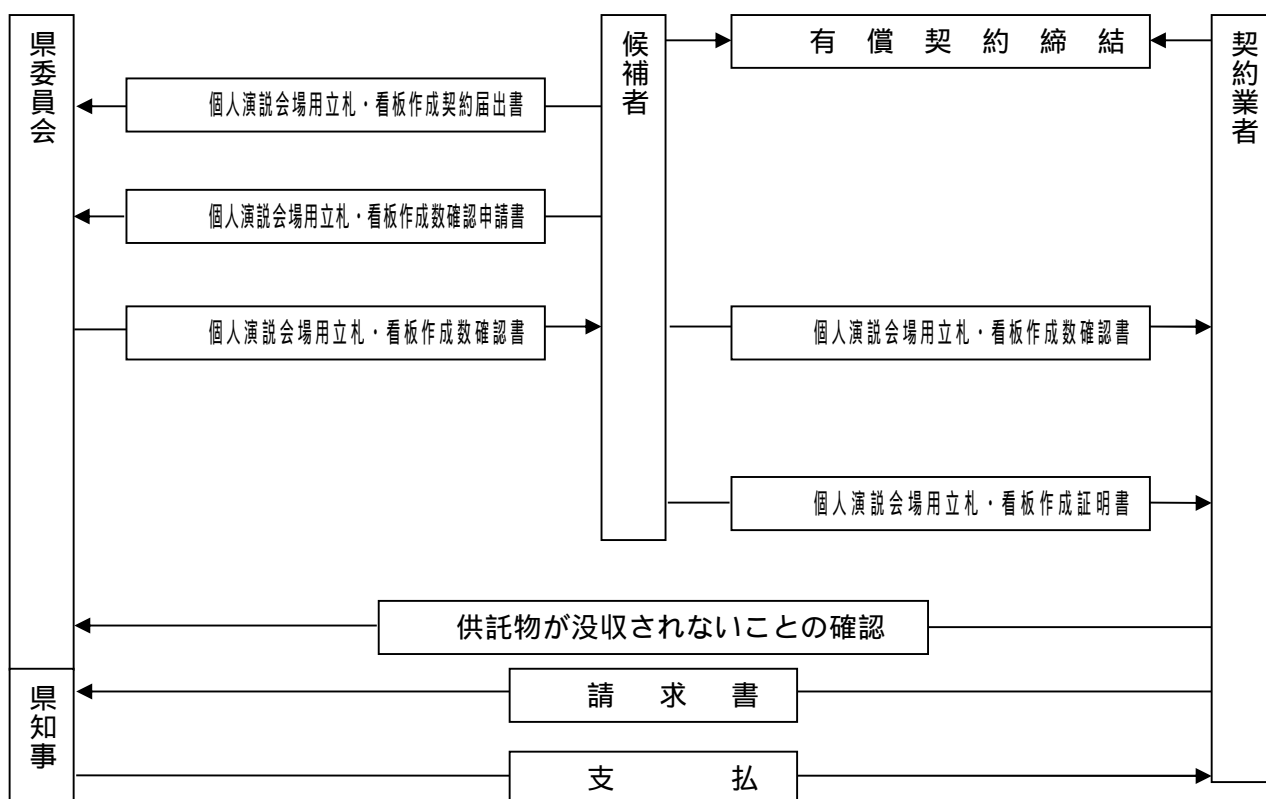 県委員会
候補者
有償契約締結
契約業者
個人演説会場用立札・看板作成契約届出書
個人演説会場用立札・看板作成数確認申請書
個人演説会場用立札・看板作成数確認書
個人演説会場用立札・看板作成数確認書
個人演説会場用立札・看板作成証明書
供託物が没収されないことの確認
県知事
請求書
支払